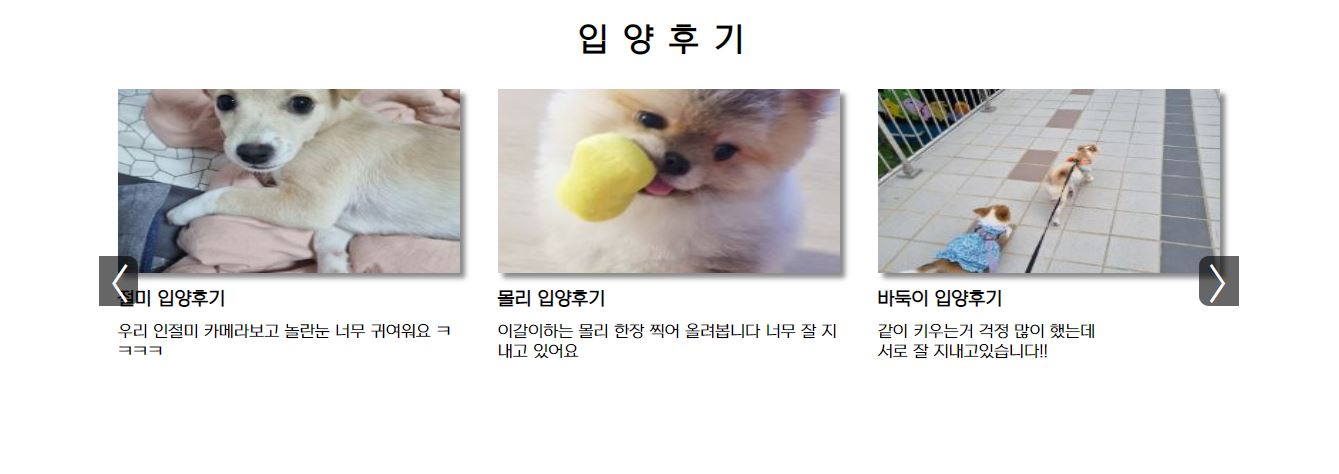 입양후기
절미 입양후기
우리 인절미 카메라보고 놀란눈 너무 귀여워요 ㅋ
ㅋㅋㅋ
몰리 입양후기
이갈이하는 몰리 한장 찍어 올려봅니다 너무 잘 지
내고 있어요
바둑이 입양후기
같이 키우는거 걱정 많이 했는데
서로 잘 지내고있습니다!!